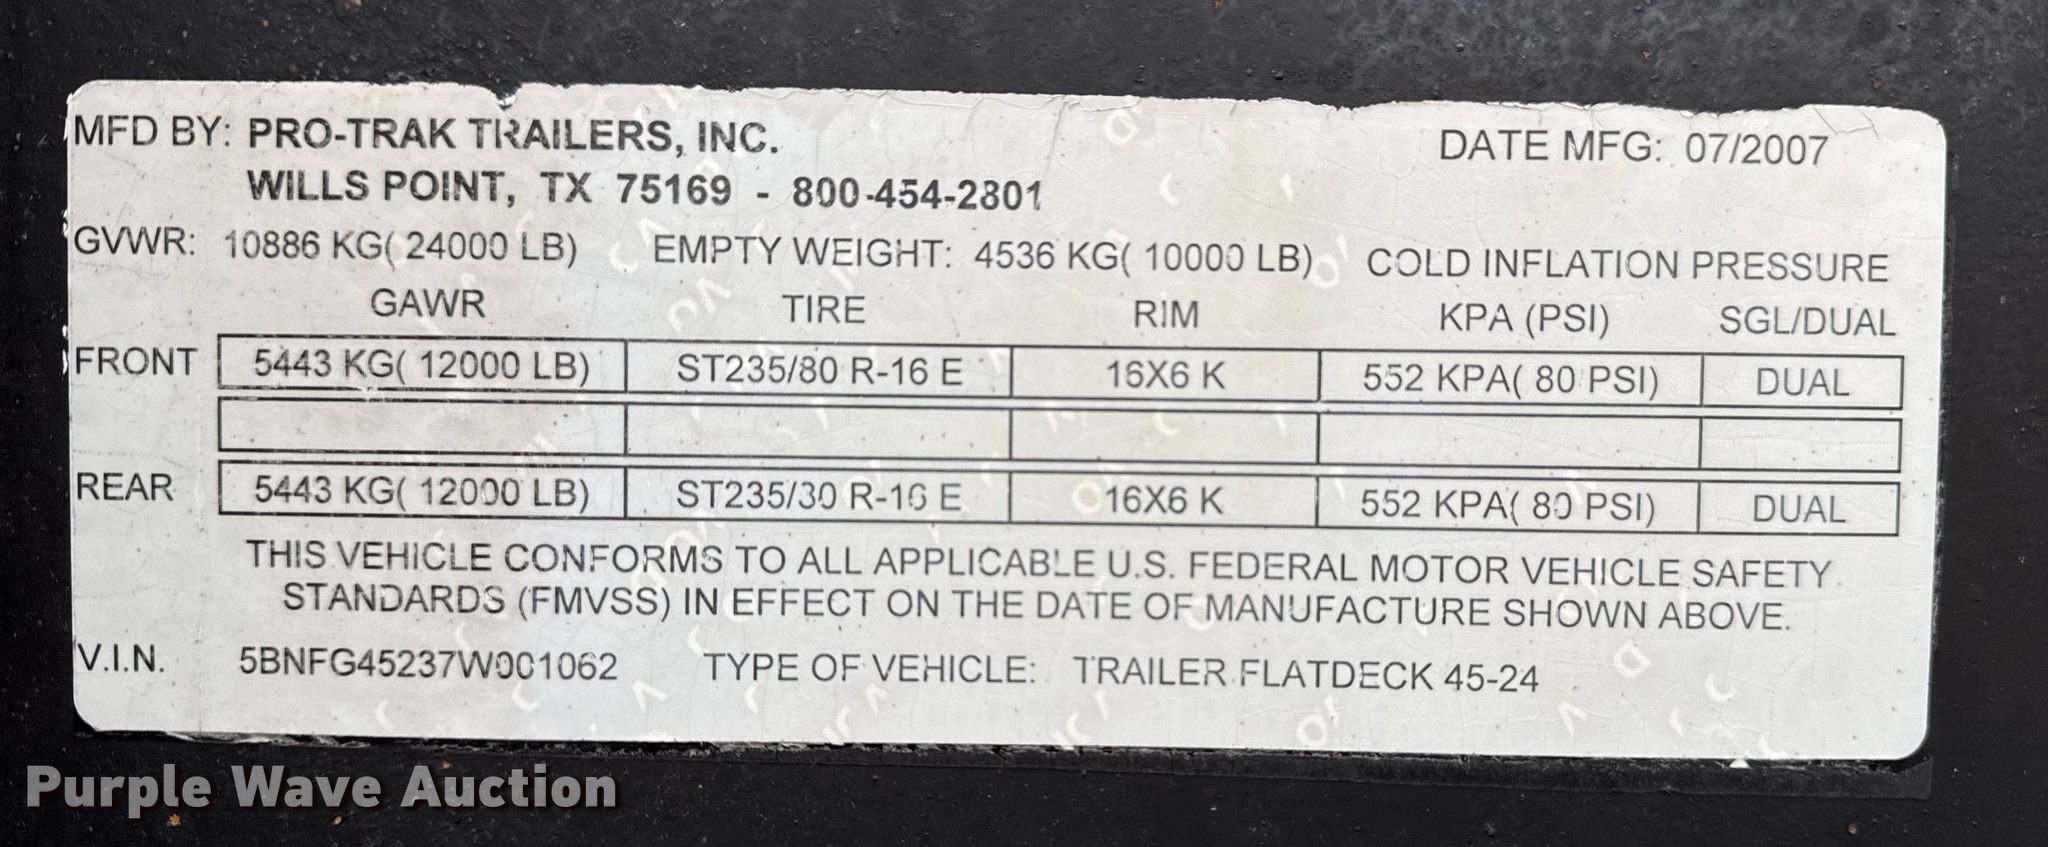 MFD BY: PRO-TRAK TRAILERS, INC. DATE MFG: 07/2007
WILLS POINT, TX 75169 - 800-454-2801
GVWR: 10886 KG( 24000 LB) EMPTY WEIGHT: 4536 KG( 10000 LB) COLD INFLATION PRESSURE
GAWR TIRE RIM KPA (PSI) SGL/DUAL
FRONT 5443 KG( 12000 LB) ST235/80 R-16 E 16X6 K 552 KPA( 80 PSI) DUAL
REAR 5443 KG( 12000 LB) ST235/80 R-16 E 16X6 K 552 KPA( 80 PSI) DUAL
THIS VEHICLE CONFORMS TO ALL APPLICABLE U.S. FEDERAL MOTOR VEHICLE SAFETY
STANDARDS (FMVSS) IN EFFECT ON THE DATE OF MANUFACTURE SHOWN ABOVE.
V.I.N. 5BNFG45237W001062 TYPE OF VEHICLE: TRAILER FLATDECK 45-24
Purple Wave Auction